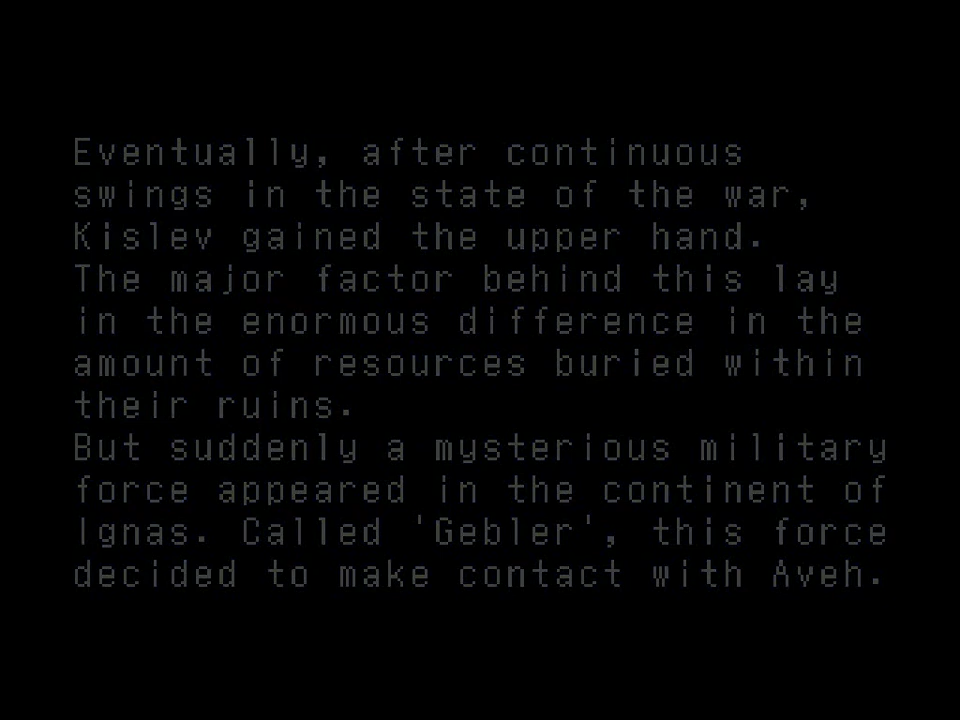 Eventually, after continuous
swings in the state of the war,
Kislev gained the upper hand.
The major factor behind this lay
in the enormous difference in the
amount of resources buried within
their ruins.
But suddenly a mysterious military
force appeared in the continent of
Ignas. Called 'Gebler', this force
decided to make contact with Aveh.